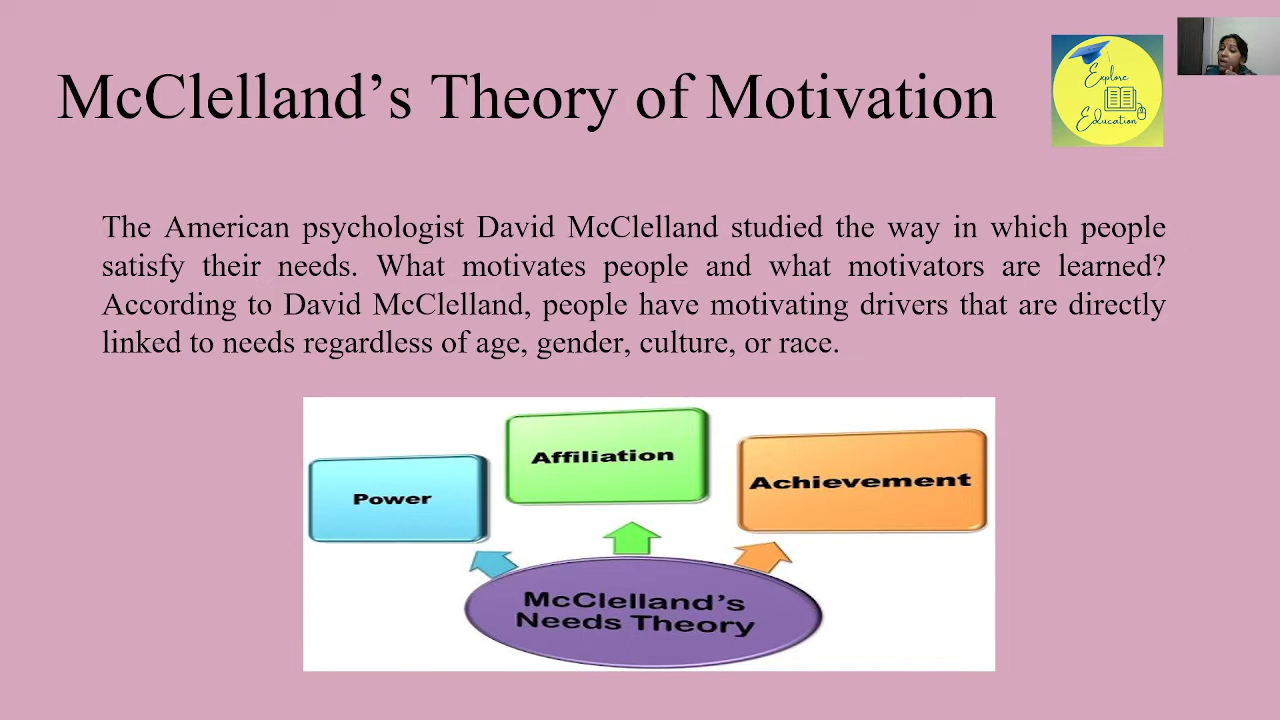 McClelland’s Theory of Motivation
Explore
Education
The American psychologist David McClelland studied the way in which people
satisfy their needs. What motivates people and what motivators are learned?
According to David McClelland, people have motivating drivers that are directly
linked to needs regardless of age, gender, culture, or race.
Power
Affiliation
Achievement
McClelland’s
Needs Theory